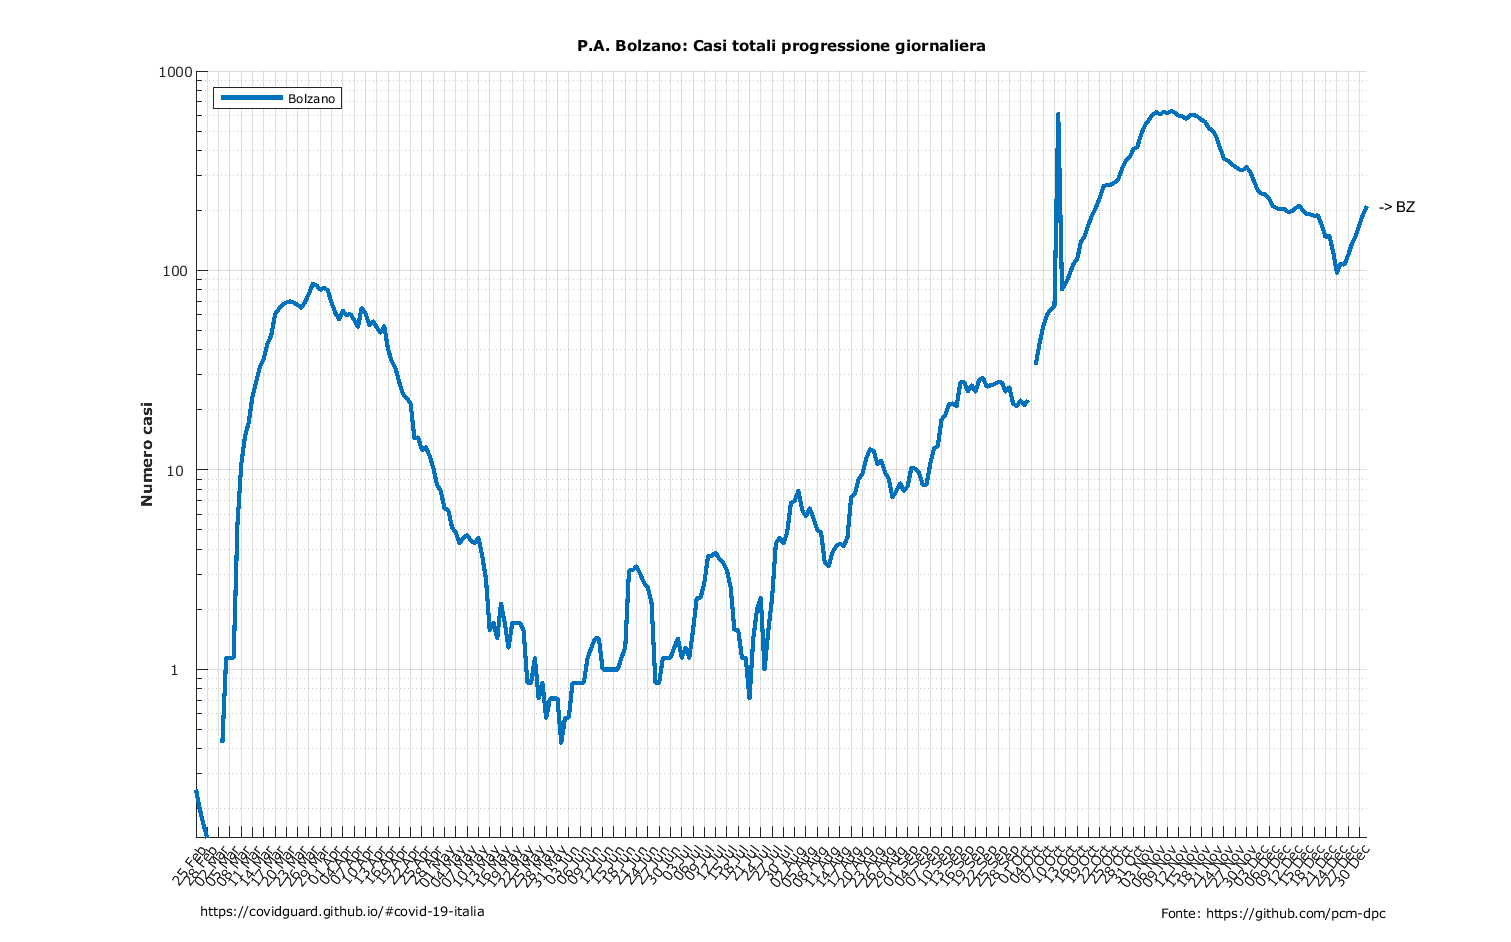 P.A. Bolzano: Casi totali progressione giornaliera
1000
Bolzano
-> BZ
100
Numero casi
10
1
25 Feb
28 Feb
02 Mar
05 Mar
08 Mar
11 Mar
14 Mar
17 Mar
20 Mar
23 Mar
26 Mar
29 Mar
01 Apr
04 Apr
07 Apr
10 Apr
13 Apr
16 Apr
19 Apr
22 Apr
25 Apr
28 Apr
01 May
04 May
07 May
10 May
13 May
16 May
19 May
22 May
25 May
28 May
31 May
03 Jun
06 Jun
09 Jun
12 Jun
15 Jun
18 Jun
21 Jun
24 Jun
27 Jun
30 Jun
03 Jul
06 Jul
09 Jul
12 Jul
15 Jul
18 Jul
21 Jul
24 Jul
27 Jul
30 Jul
02 Aug
05 Aug
08 Aug
11 Aug
14 Aug
17 Aug
20 Aug
23 Aug
26 Aug
29 Aug
01 Sep
04 Sep
07 Sep
10 Sep
13 Sep
16 Sep
19 Sep
22 Sep
25 Sep
28 Sep
01 Oct
04 Oct
07 Oct
10 Oct
13 Oct
16 Oct
19 Oct
22 Oct
25 Oct
28 Oct
31 Oct
03 Nov
06 Nov
09 Nov
12 Nov
15 Nov
18 Nov
21 Nov
24 Nov
27 Nov
30 Nov
03 Dec
06 Dec
09 Dec
12 Dec
15 Dec
18 Dec
21 Dec
24 Dec
27 Dec
30 Dec
https://covidguard.github.io/#covid-19-italia
Fonte: https://github.com/pcm-dpc